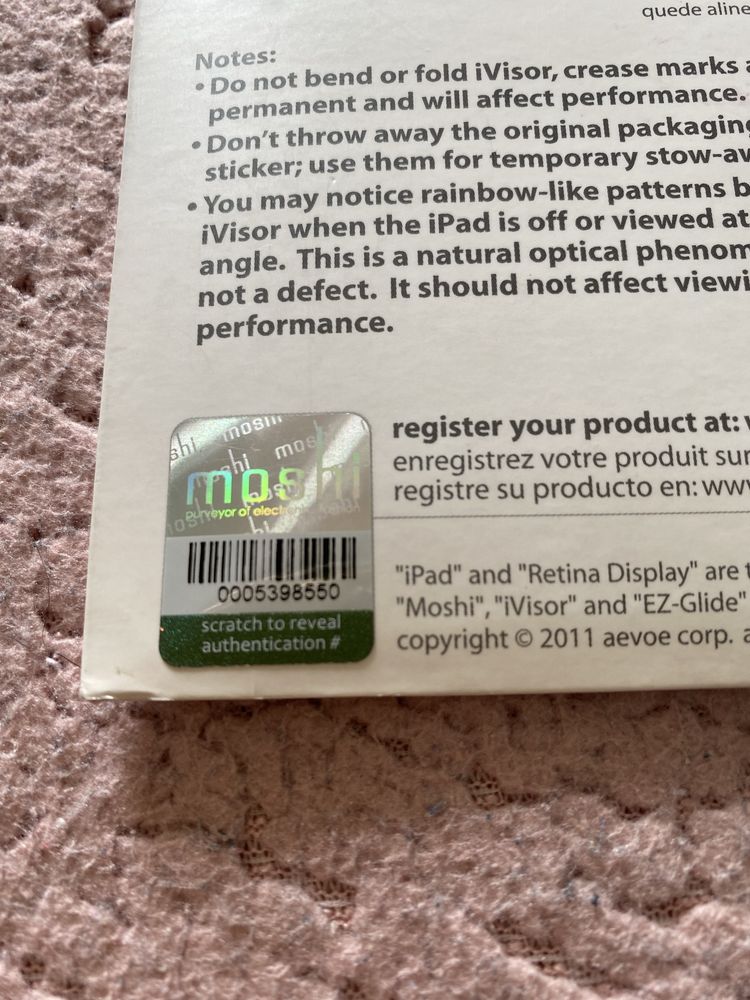 quede aline
Notes:
• Do not bend or fold iVisor, crease marks a
permanent and will affect performance.
• Don't throw away the original packaging
sticker; use them for temporary stow-aw
• You may notice rainbow-like patterns b
iVisor when the iPad is off or viewed at
angle. This is a natural optical phenom
not a defect. It should not affect viewi
performance.
moshi
moshi
purveyor of electronic
0005398550
scratch to reveal
authentication #
register your product at: w
enregistrez votre produit sur
registre su producto en: www
"iPad" and "Retina Display" are t
"Moshi", "iVisor" and "EZ-Glide"
copyright © 2011 aevoe corp. a